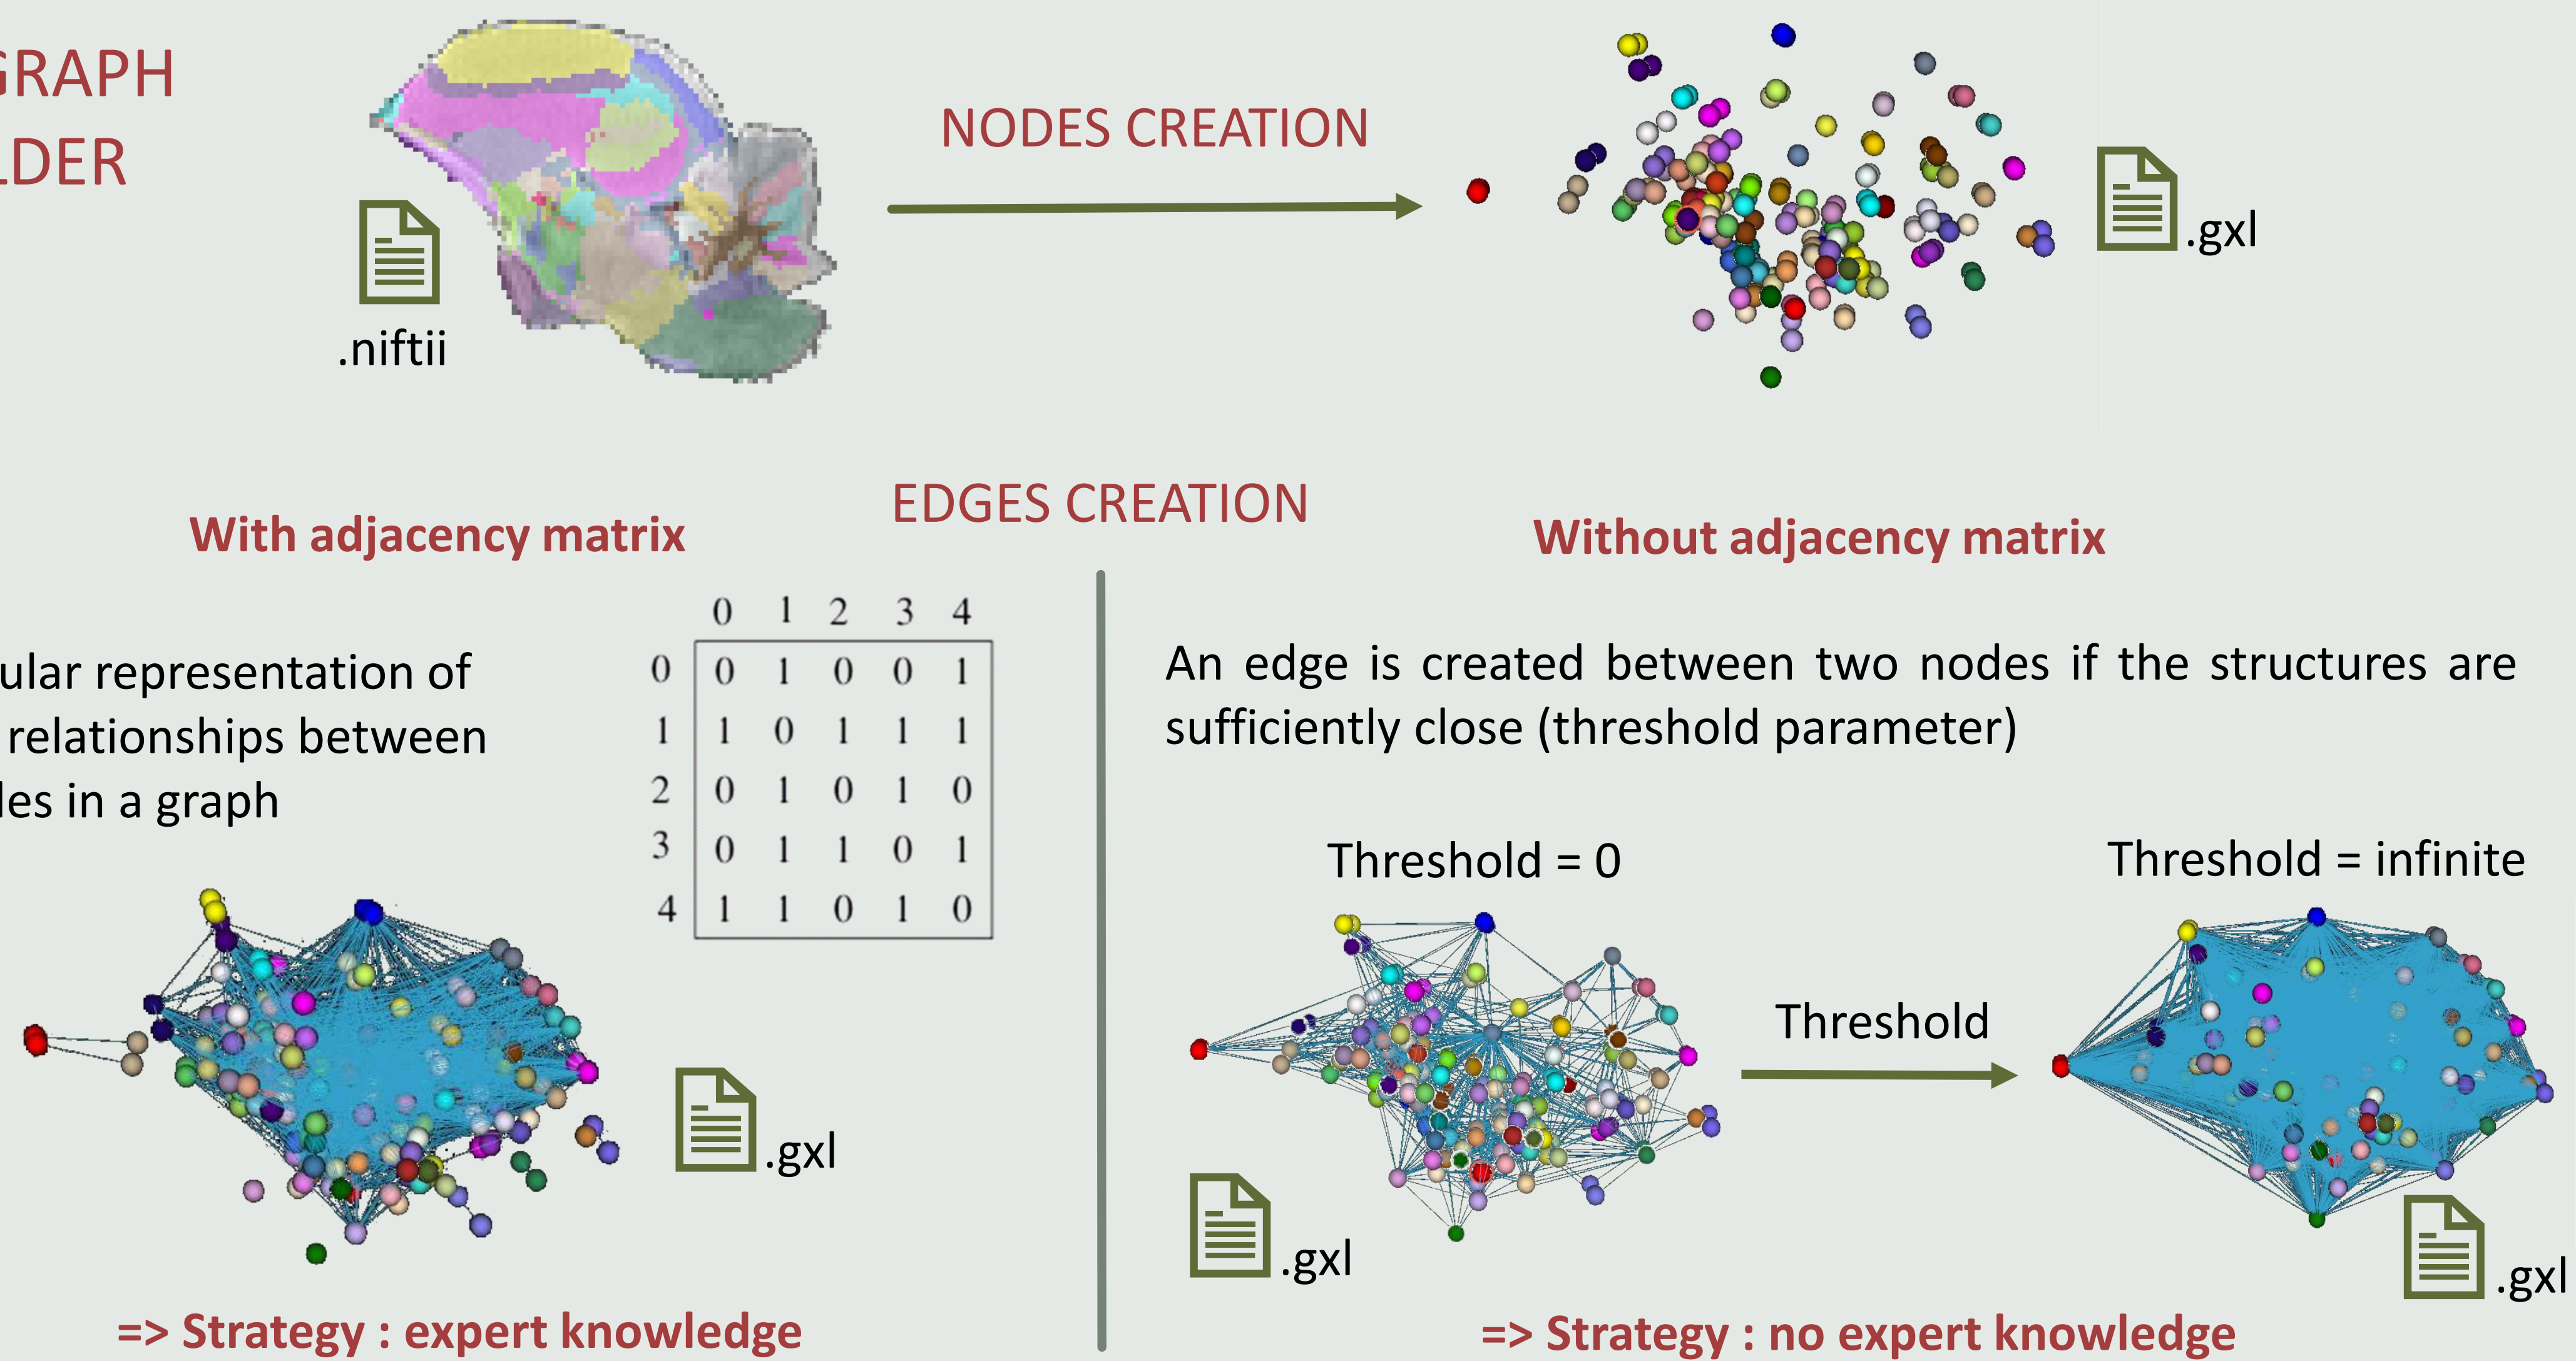 GRAPH
LDER
NODES CREATION
.niftii
.gxl
EDGES CREATION
With adjacency matrix
ular representation of
relationships between
les in a graph
0 1 2 3 4
0 0 1 0 0 1
1 1 0 1 1 1
2 0 1 0 1 0
3 0 1 1 0 1
4 1 1 0 1 0
.gxl
=> Strategy : expert knowledge
Without adjacency matrix
An edge is created between two nodes if the structures are
sufficiently close (threshold parameter)
Threshold = 0
Threshold = infinite
Threshold
.gxl
.gxl
=> Strategy : no expert knowledge